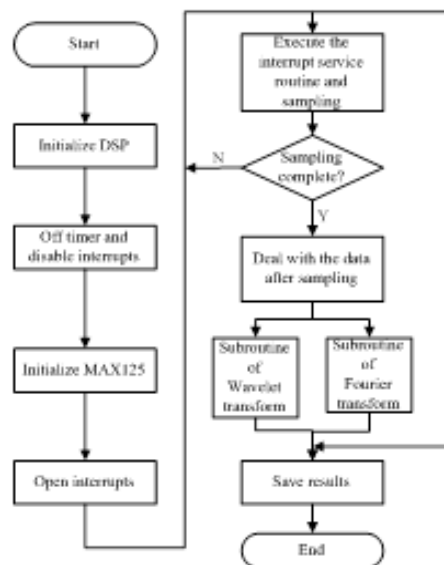 Start
Initialize DSP
Off timer and
disable interrupts
Initialize MAX125
Open interrupts
Execute the
interrupt service
routine and
sampling
N
Sampling
complete?
Y
Deal with the data
after sampling
Subroutine
of
Wavelet
transform
Subroutine
of
Fourier
transform
Save results
End